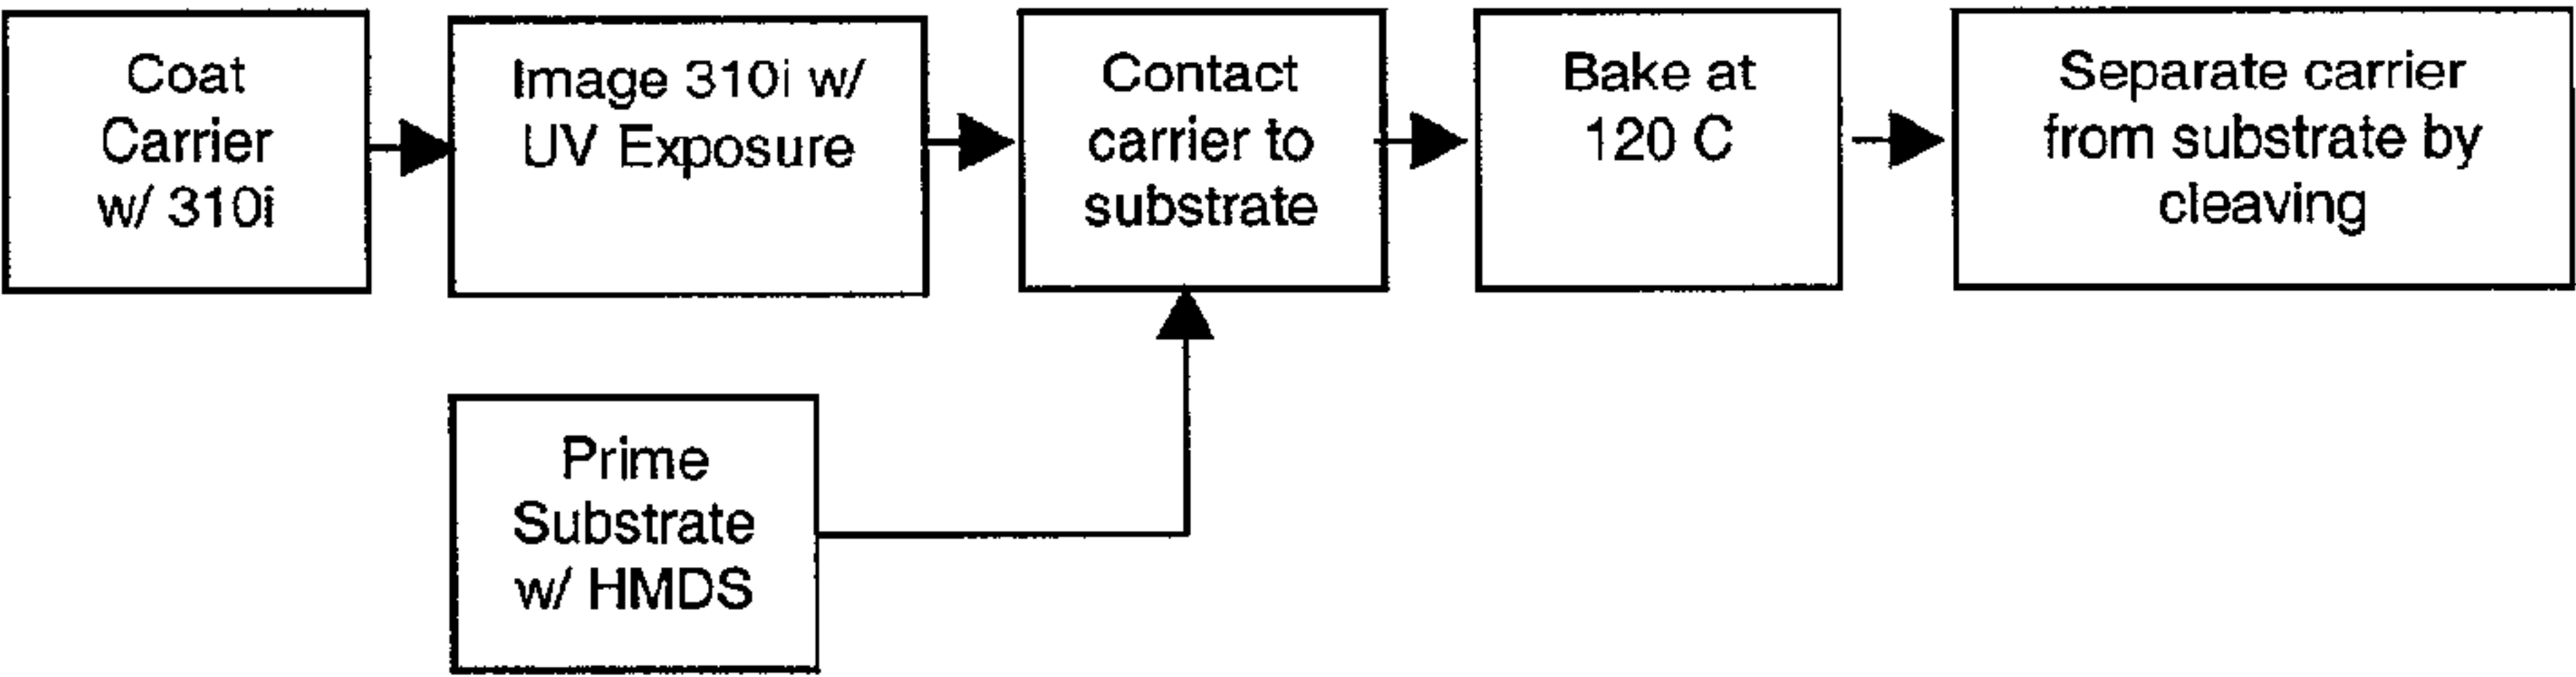 Coat
Carrier
w/ 310i
Image 310i w/
UV Exposure
Contact
carrier to
substrate
Bake at
120 C
Separate carrier
from substrate by
cleaving
Prime
Substrate
w/ HMDS